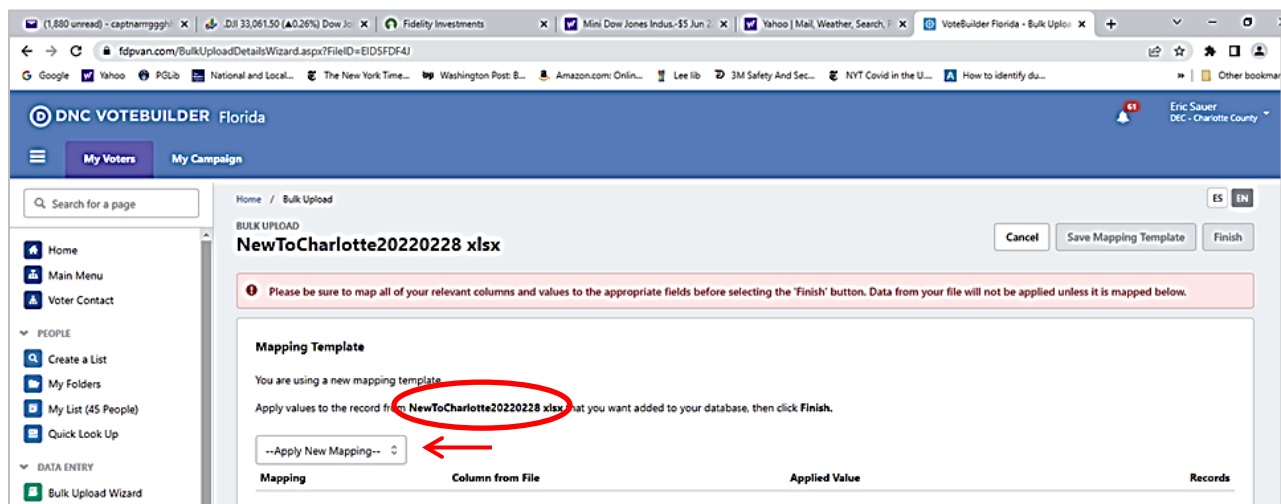 (1,880 unread) - captnarrrgggh
.DJI 33,061.50 (▲0.26%) Dow Jo
Fidelity Investments
Mini Dow Jones Indus.-$5 Jun 2
Yahoo | Mail, Weather, Search, P
VoteBuilder Florida - Bulk Uploa
fdpvan.com/BulkUploadDetailsWizard.aspx?FileID=EID5FDF4J
Google Yahoo PGLib National and Local... The New York Time... Washington Post: B... Amazon.com: Onlin... Lee lib 3M Safety And Sec... NYT Covid in the U.... How to identify du... » Other bookmar
DNC VOTEBUILDER Florida
61
Eric Sauer
DEC - Charlotte County
My Voters My Campaign
Search for a page
Home / Bulk Upload
ES EN
BULK UPLOAD
NewToCharlotte20220228 xlsx
Cancel Save Mapping Template Finish
Home
Main Menu
Voter Contact
PEOPLE
Create a List
My Folders
My List (45 People)
Quick Look Up
DATA ENTRY
Bulk Upload Wizard
Please be sure to map all of your relevant columns and values to the appropriate fields before selecting the 'Finish' button. Data from your file will not be applied unless it is mapped below.
Mapping Template
You are using a new mapping template
Apply values to the record from NewToCharlotte20220228 xlsx that you want added to your database, then click Finish.
--Apply New Mapping--
Mapping Column from File Applied Value Records